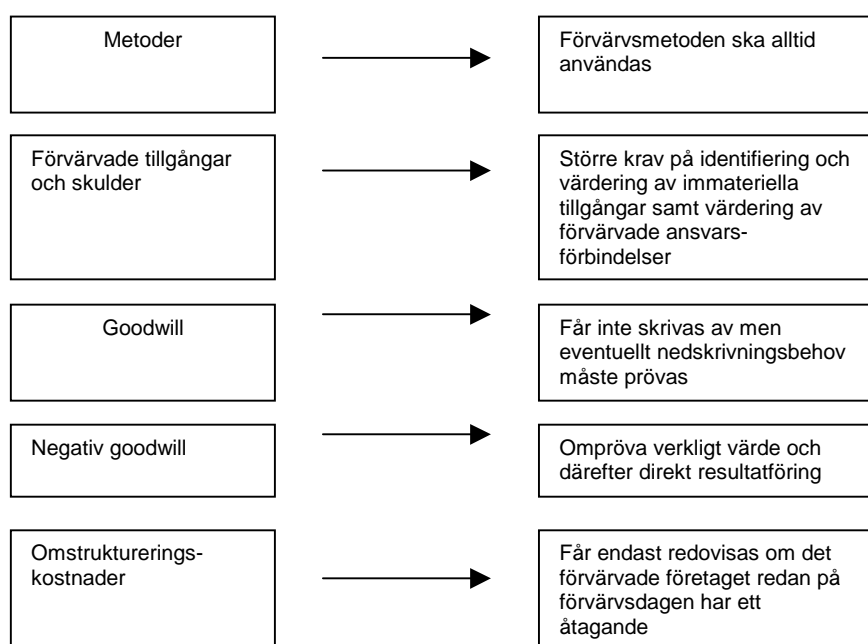 Metoder
Förvärvsmetoden ska alltid
användas
Förvärvade tillgångar
och skulder
Större krav på identifiering och
värdering av immateriella
tillgångar samt värdering av
förvärvade ansvars-
förbindelser
Goodwill
Får inte skrivas av men
eventuellt nedskrivningsbehov
måste prövas
Negativ goodwill
Ompröva verkligt värde och
därefter direkt resultatföring
Omstrukturerings-
kostnader
Får endast redovisas om det
förvärvade företaget redan på
förvärvsdagen har ett
åtagande